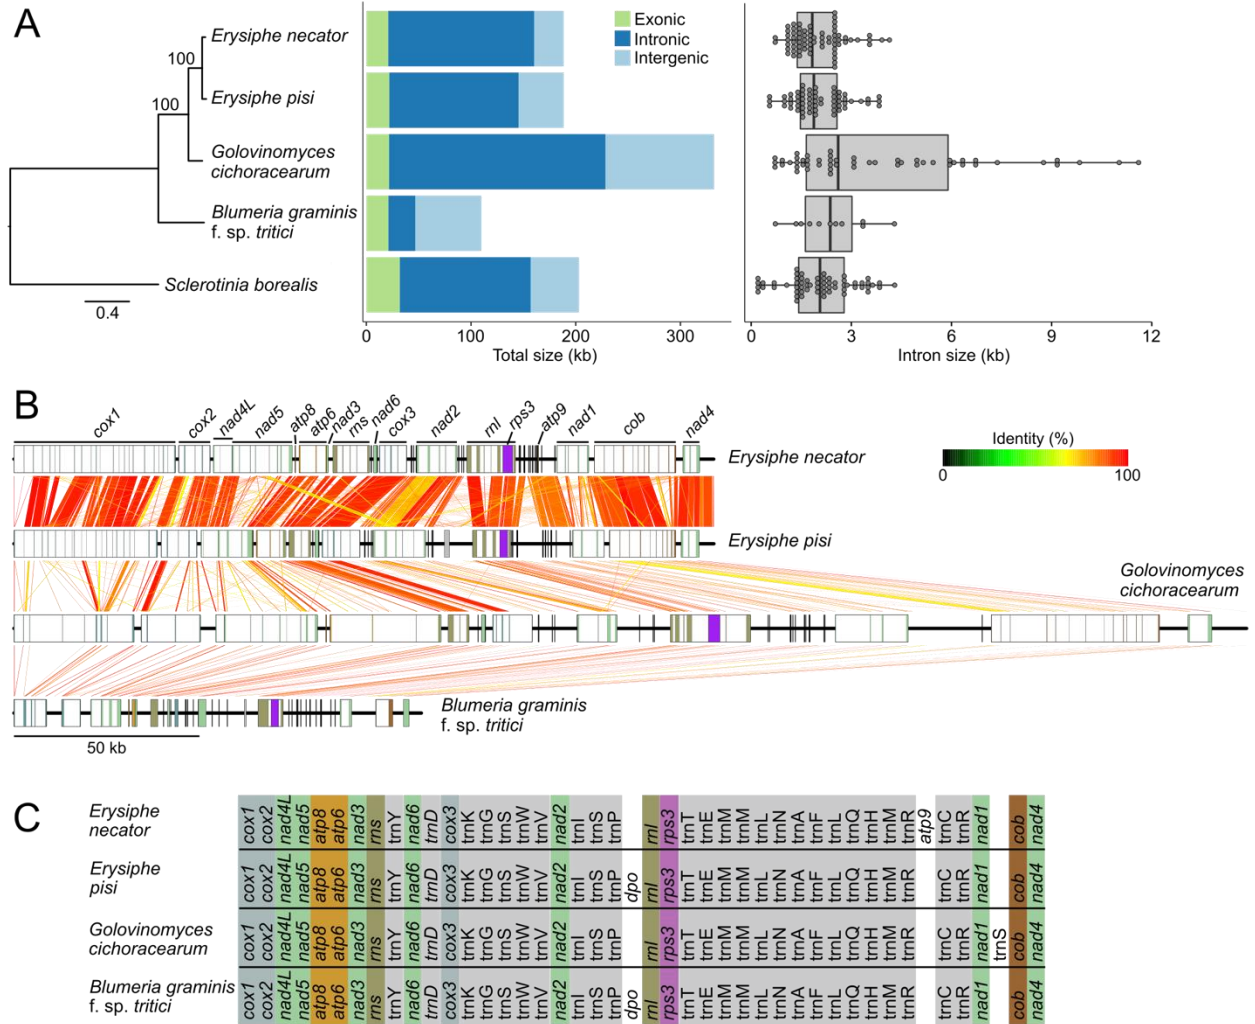 A
Erysiphe necator
100
100
Erysiphe pisi
Golovinomyces
cichoracearum
Blumeria graminis
f. sp. tritici
Sclerotinia borealis
0.4
Exonic
Intronic
Intergenic
0 100 200 300
Total size (kb)
0 3 6 9 12
Intron size (kb)
B
cox1 cox2 nad4L nad5 atp8 atp6 nad3 rns nad6 cox3 nad2 rnl rps3 atp9 nad1 cob nad4
Erysiphe necator
Identity (%)
0 100
Erysiphe pisi
Golovinomyces
cichoracearum
Blumeria graminis
f. sp. tritici
50 kb
C
Erysiphe
necator
cox1 cox2 nad4L nad5 atp8 atp6 nad3 rns trnY nad6 trnD cox3 trnK trnG trnS trnW trnV nad2 trnI trnS trnP rnl rps3 trnT trnE trnM trnM trnL trnN trnA trnF trnL trnQ trnH trnM trnR atp9 trnC trnR nad1 cob nad4
Erysiphe
pisi
cox1 cox2 nad4L nad5 atp8 atp6 nad3 rns trnY nad6 trnD cox3 trnK trnG trnS trnW trnV nad2 trnI trnS trnP dpo rnl rps3 trnT trnE trnM trnM trnL trnN trnA trnF trnL trnQ trnH trnM trnR trnC trnR nad1 cob nad4
Golovinomyces
cichoracearum
cox1 cox2 nad4L nad5 atp8 atp6 nad3 rns trnY nad6 trnD cox3 trnK trnG trnS trnW trnV nad2 trnI trnS trnP rnl rps3 trnT trnE trnM trnM trnL trnN trnA trnF trnL trnQ trnH trnM trnR trnC trnR nad1 trnS cob nad4
Blumeria graminis
f. sp. tritici
cox1 cox2 nad4L nad5 atp8 atp6 nad3 rns trnY nad6 trnD cox3 trnK trnG trnS trnW trnV nad2 trnI trnS trnP dpo rnl rps3 trnT trnE trnM trnM trnL trnN trnA trnF trnL trnQ trnH trnM trnR trnC trnR nad1 cob nad4